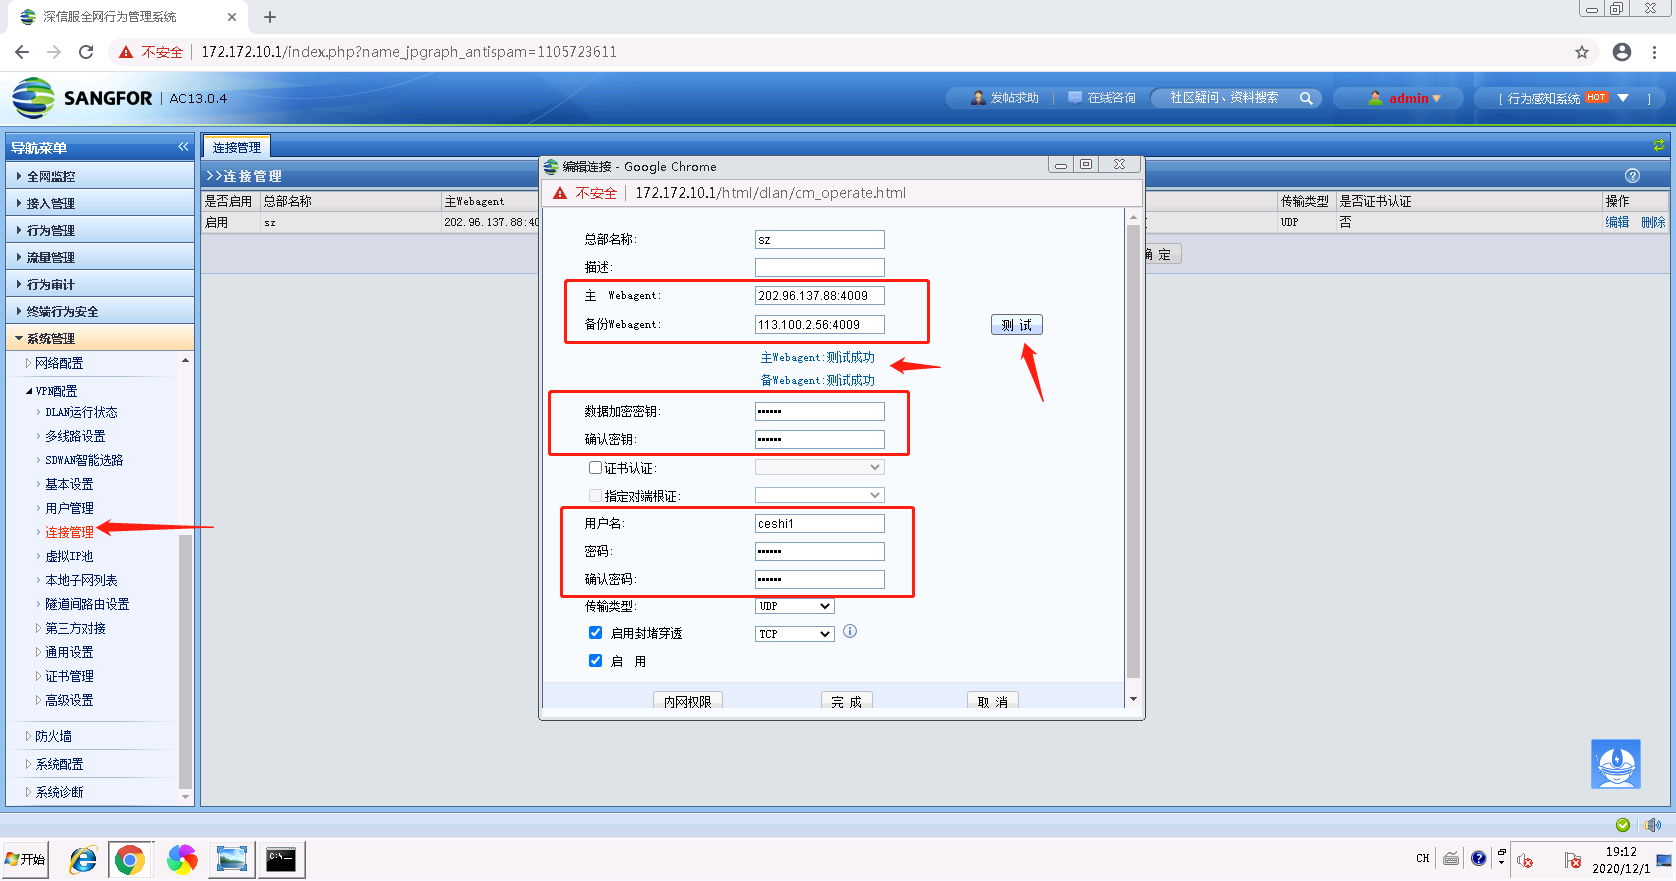 深信服全网行为管理系统
不安全 172.172.10.1/index.php?name_jpgraph_antispam=1105723611
SANGFOR AC13.0.4
发帖求助 在线咨询 社区疑问、资料搜索 admin [ 行为感知系统 HOT ]
导航菜单
连接管理
>>连接管理
全网监控
接入管理
行为管理
流量管理
行为审计
终端行为安全
系统管理
网络配置
VPN配置
DLAN运行状态
多线路设置
SDWAN智能选路
基本设置
用户管理
连接管理
虚拟IP池
本地子网列表
隧道间路由设置
第三方对接
通用设置
证书管理
高级设置
防火墙
系统配置
系统诊断
是否启用 总部名称 主Webagent 传输类型 是否证书认证 操作
启用 sz 202.96.137.88:40 UDP 否 编辑 删除
确 定
编辑连接 - Google Chrome
不安全 172.172.10.1/html/dlan/cm_operate.html
总部名称: sz
描述:
主 Webagent: 202.96.137.88:4009
备份Webagent: 113.100.2.56:4009
测 试
主Webagent:测试成功
备Webagent:测试成功
数据加密密钥: ••••••
确认密钥: ••••••
证书认证:
指定对端根证:
用户名: ceshi1
密码: ••••••
确认密码: ••••••
传输类型: UDP
启用封堵穿透 TCP
启 用
内网权限 完 成 取 消
开始
C:\_
CH
19:12
2020/12/1